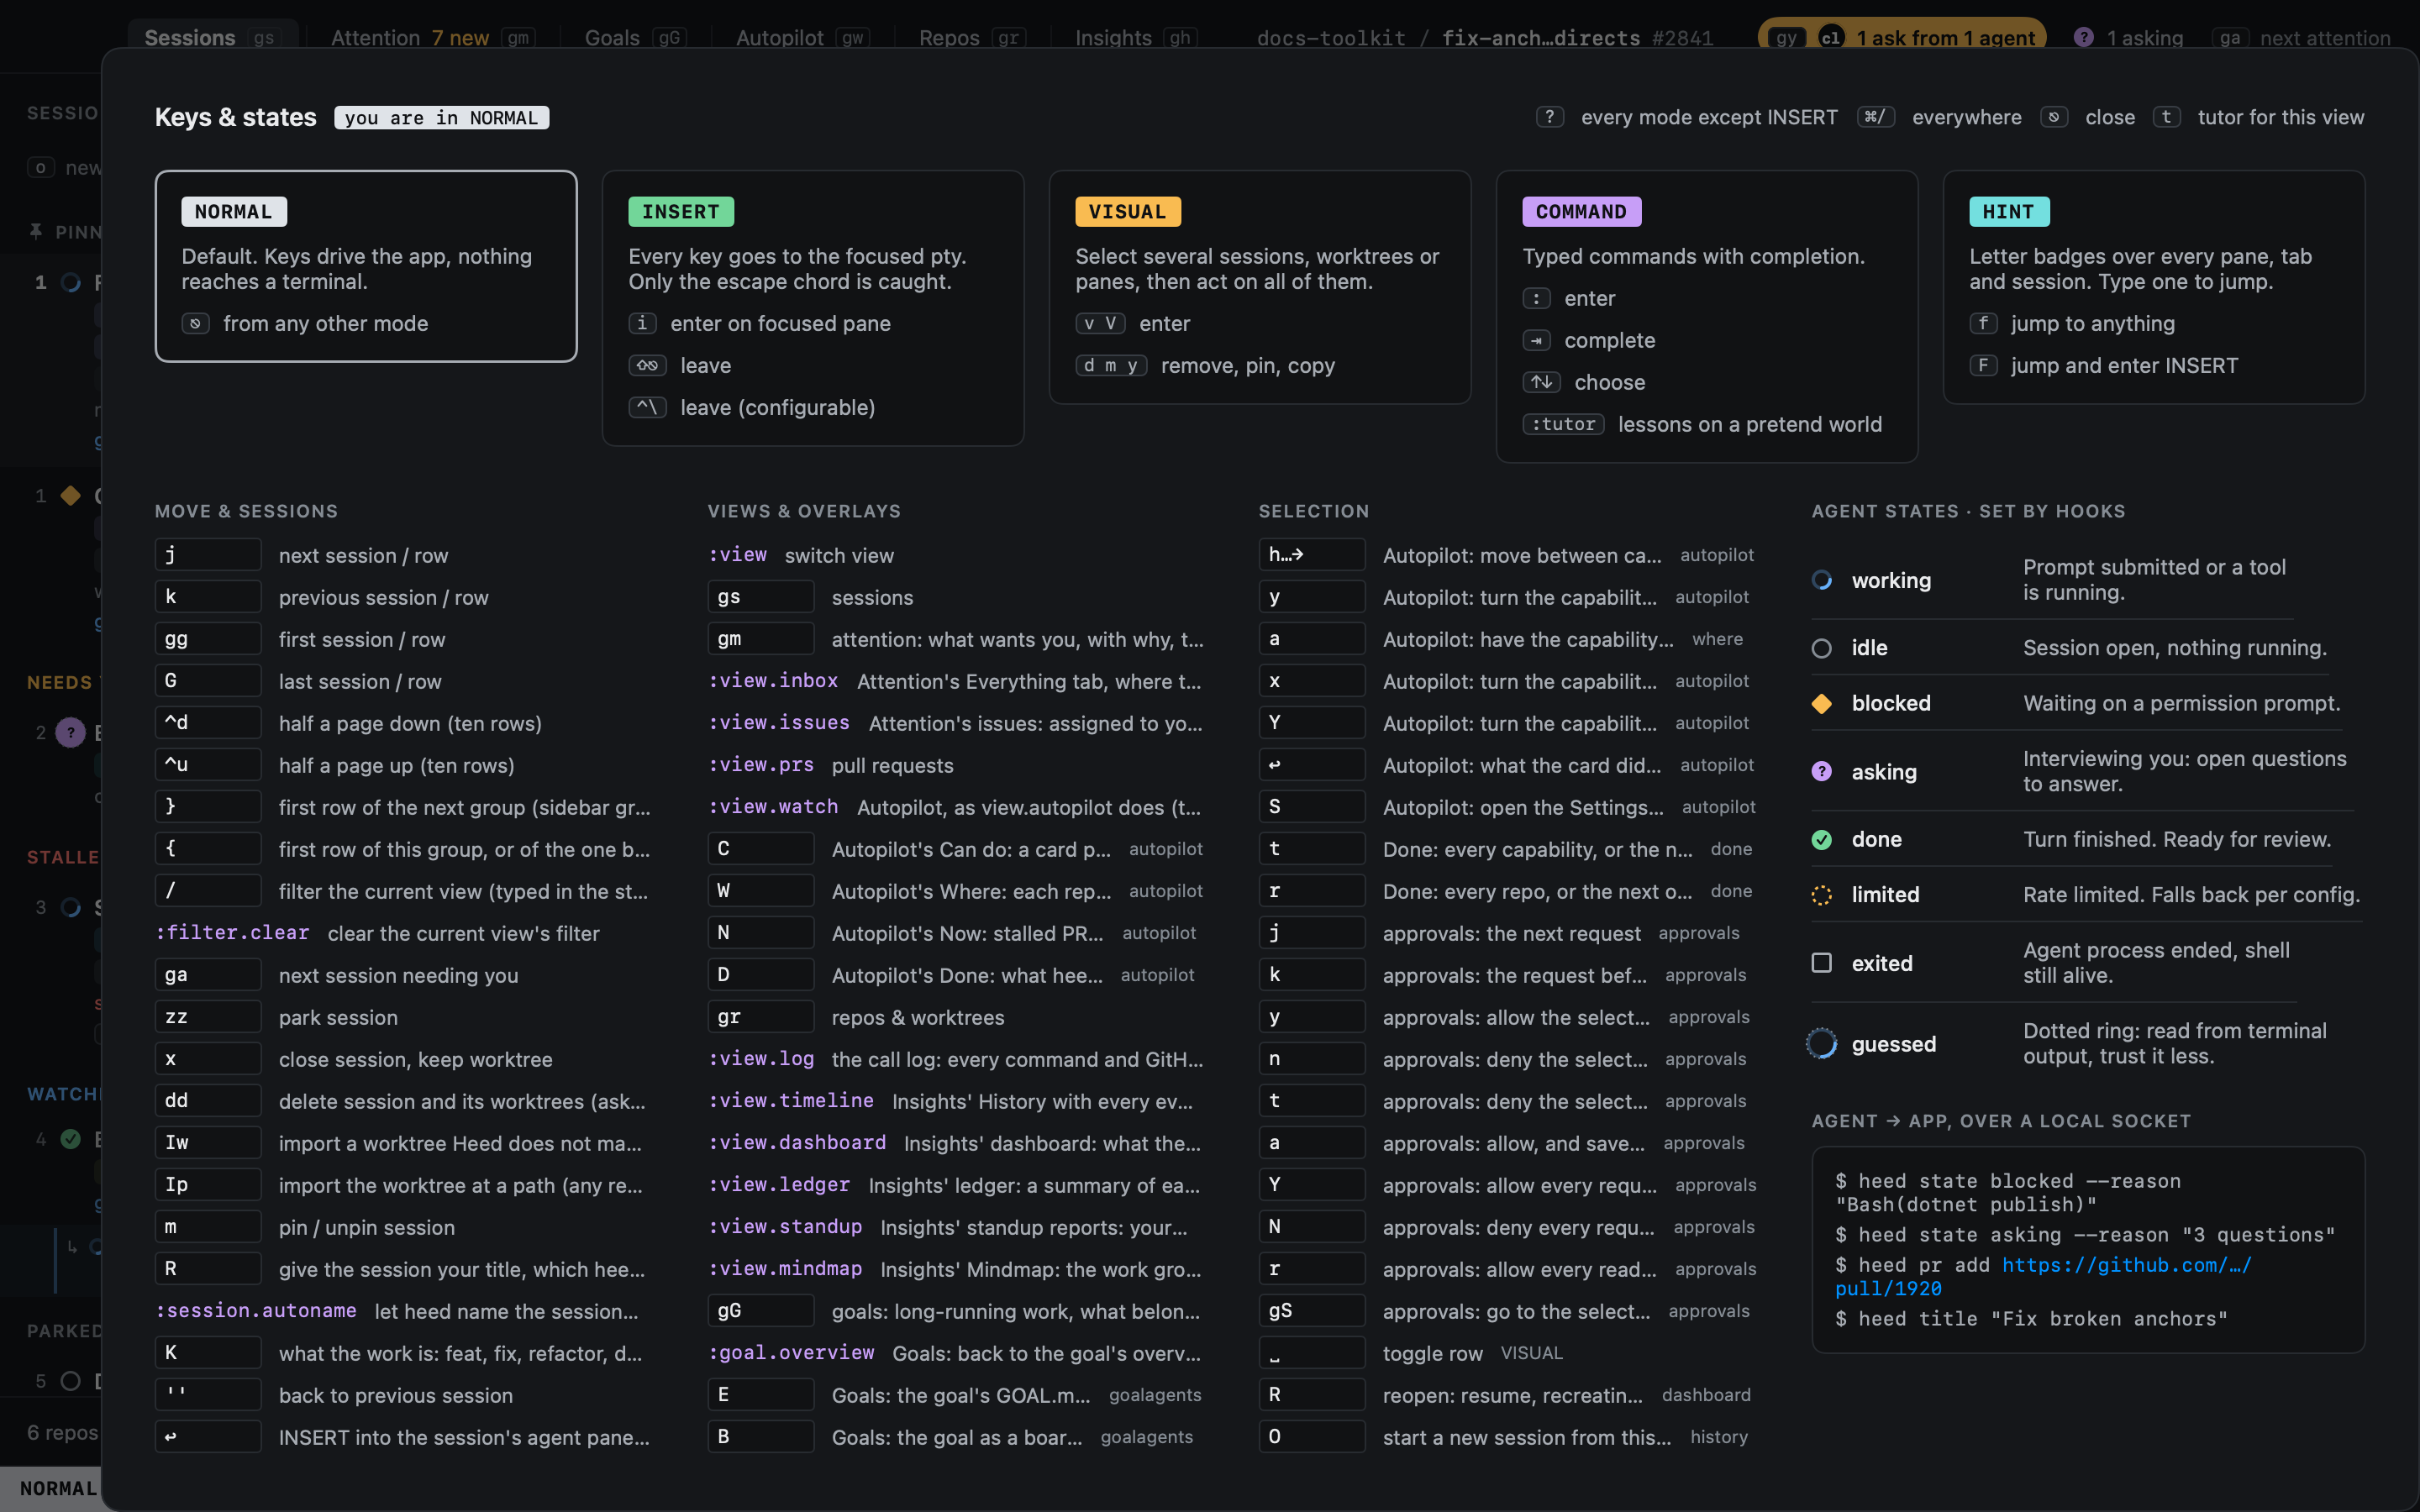 Sessions gs Attention 7 new gm Goals gG Autopilot gw Repos gr Insights gh docs-toolkit / fix-anch…directs #2841 gy cl 1 ask from 1 agent ? 1 asking ga next attention
Keys & states you are in NORMAL ? every mode except INSERT ⌘/ everywhere ⎋ close t tutor for this view
NORMAL
Default. Keys drive the app, nothing
reaches a terminal.
⎋ from any other mode
INSERT
Every key goes to the focused pty.
Only the escape chord is caught.
i enter on focused pane
⇧⎋ leave
^\ leave (configurable)
VISUAL
Select several sessions, worktrees or
panes, then act on all of them.
v V enter
d m y remove, pin, copy
COMMAND
Typed commands with completion.
: enter
⇥ complete
↑↓ choose
:tutor lessons on a pretend world
HINT
Letter badges over every pane, tab
and session. Type one to jump.
f jump to anything
F jump and enter INSERT
MOVE & SESSIONS
j next session / row
k previous session / row
gg first session / row
G last session / row
^d half a page down (ten rows)
^u half a page up (ten rows)
} first row of the next group (sidebar gr…
{ first row of this group, or of the one b…
/ filter the current view (typed in the st…
:filter.clear clear the current view's filter
ga next session needing you
zz park session
x close session, keep worktree
dd delete session and its worktrees (ask…
Iw import a worktree Heed does not ma…
Ip import the worktree at a path (any re…
m pin / unpin session
R give the session your title, which hee…
:session.autoname let heed name the session…
K what the work is: feat, fix, refactor, d…
'' back to previous session
↩ INSERT into the session's agent pane…
VIEWS & OVERLAYS
:view switch view
gs sessions
gm attention: what wants you, with why, t…
:view.inbox Attention's Everything tab, where t…
:view.issues Attention's issues: assigned to yo…
:view.prs pull requests
:view.watch Autopilot, as view.autopilot does (t…
C Autopilot's Can do: a card p… autopilot
W Autopilot's Where: each rep… autopilot
N Autopilot's Now: stalled PR… autopilot
D Autopilot's Done: what hee… autopilot
gr repos & worktrees
:view.log the call log: every command and GitH…
:view.timeline Insights' History with every ev…
:view.dashboard Insights' dashboard: what the…
:view.ledger Insights' ledger: a summary of ea…
:view.standup Insights' standup reports: your…
:view.mindmap Insights' Mindmap: the work gro…
gG goals: long-running work, what belon…
:goal.overview Goals: back to the goal's overv…
E Goals: the goal's GOAL.m… goalagents
B Goals: the goal as a boar… goalagents
SELECTION
h…→ Autopilot: move between ca… autopilot
y Autopilot: turn the capabilit… autopilot
a Autopilot: have the capability… where
x Autopilot: turn the capabilit… autopilot
Y Autopilot: turn the capabilit… autopilot
↩ Autopilot: what the card did… autopilot
S Autopilot: open the Settings… autopilot
t Done: every capability, or the n… done
r Done: every repo, or the next o… done
j approvals: the next request approvals
k approvals: the request bef… approvals
y approvals: allow the select… approvals
n approvals: deny the select… approvals
t approvals: deny the select… approvals
a approvals: allow, and save… approvals
Y approvals: allow every requ… approvals
N approvals: deny every requ… approvals
r approvals: allow every read… approvals
gS approvals: go to the select… approvals
␣ toggle row VISUAL
R reopen: resume, recreatin… dashboard
O start a new session from this… history
AGENT STATES · SET BY HOOKS
working Prompt submitted or a tool
is running.
idle Session open, nothing running.
blocked Waiting on a permission prompt.
? asking Interviewing you: open questions
to answer.
done Turn finished. Ready for review.
limited Rate limited. Falls back per config.
exited Agent process ended, shell
still alive.
guessed Dotted ring: read from terminal
output, trust it less.
AGENT → APP, OVER A LOCAL SOCKET
$ heed state blocked --reason
"Bash(dotnet publish)"
$ heed state asking --reason "3 questions"
$ heed pr add https://github.com/…/
pull/1920
$ heed title "Fix broken anchors"
SESSIO
o new
PINN
1
1
NEEDS
2 ?
STALLE
3
WATCHI
4
↳
PARKED
5
6 repos
NORMAL